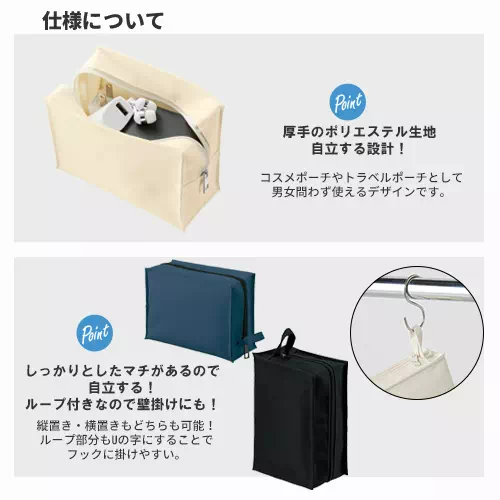 仕様について
Point
厚手のポリエステル生地
自立する設計！
コスメポーチやトラベルポーチとして
男女問わず使えるデザインです。
Point
しっかりとしたマチがあるので
自立する！
ループ付きなので壁掛けにも！
縦置き・横置きもどちらも可能！
ループ部分もUの字にすることで
フックに掛けやすい。